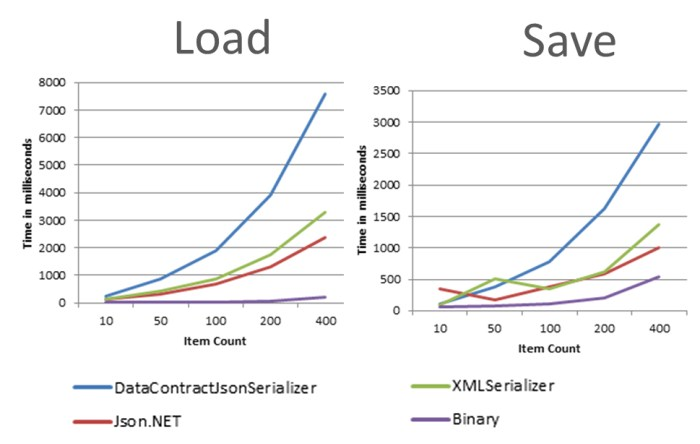 Load
Save
8000
7000
6000
5000
4000
3000
2000
1000
0
Time in milliseconds
10 50 100 200 400
Item Count
3500
3000
2500
2000
1500
1000
500
0
Time in milliseconds
10 50 100 200 400
Item Count
DataContractJsonSerializer
XMLSerializer
Json.NET
Binary